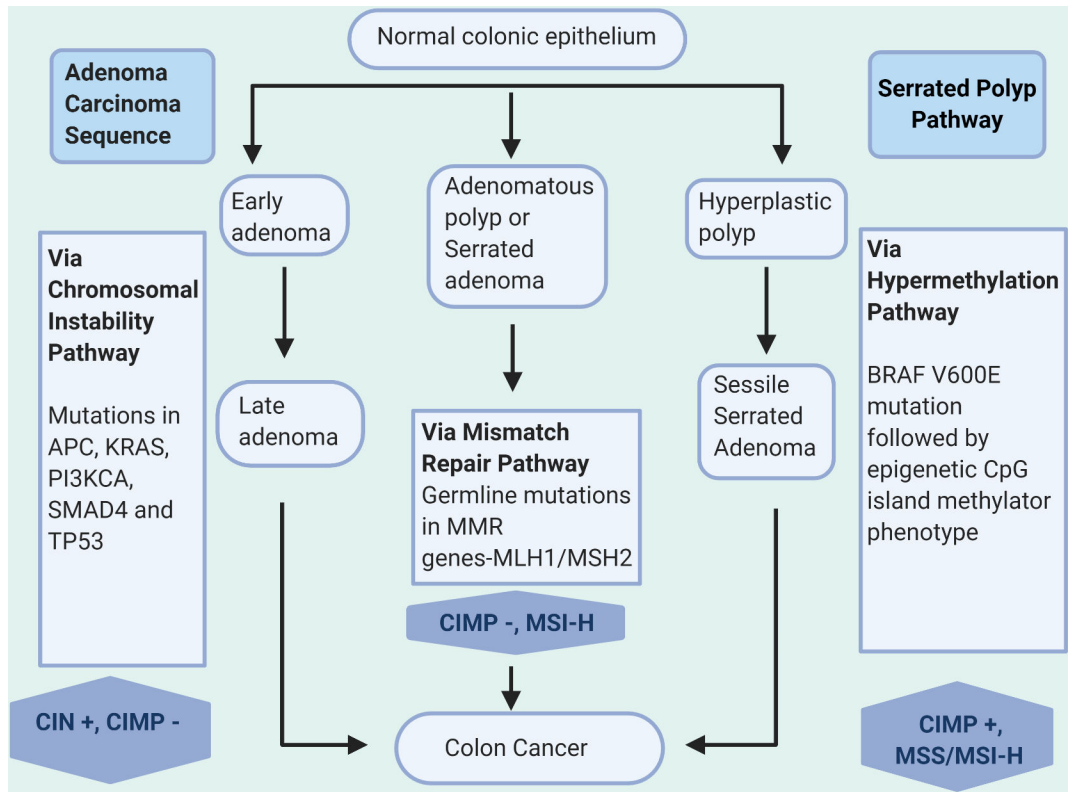 Normal colonic epithelium
Adenoma
Carcinoma
Sequence
Serrated Polyp
Pathway
Early
adenoma
Adenomatous
polyp or
Serrated
adenoma
Hyperplastic
polyp
Via
Chromosomal
Instability
Pathway
Mutations in
APC, KRAS,
PI3KCA,
SMAD4 and
TP53
Via
Hypermethylation
Pathway
BRAF V600E
mutation
followed by
epigenetic CpG
island methylator
phenotype
Late
adenoma
Via Mismatch
Repair Pathway
Germline mutations
in MMR
genes-MLH1/MSH2
Sessile
Serrated
Adenoma
CIMP -, MSI-H
CIN +, CIMP -
Colon Cancer
CIMP +,
MSS/MSI-H